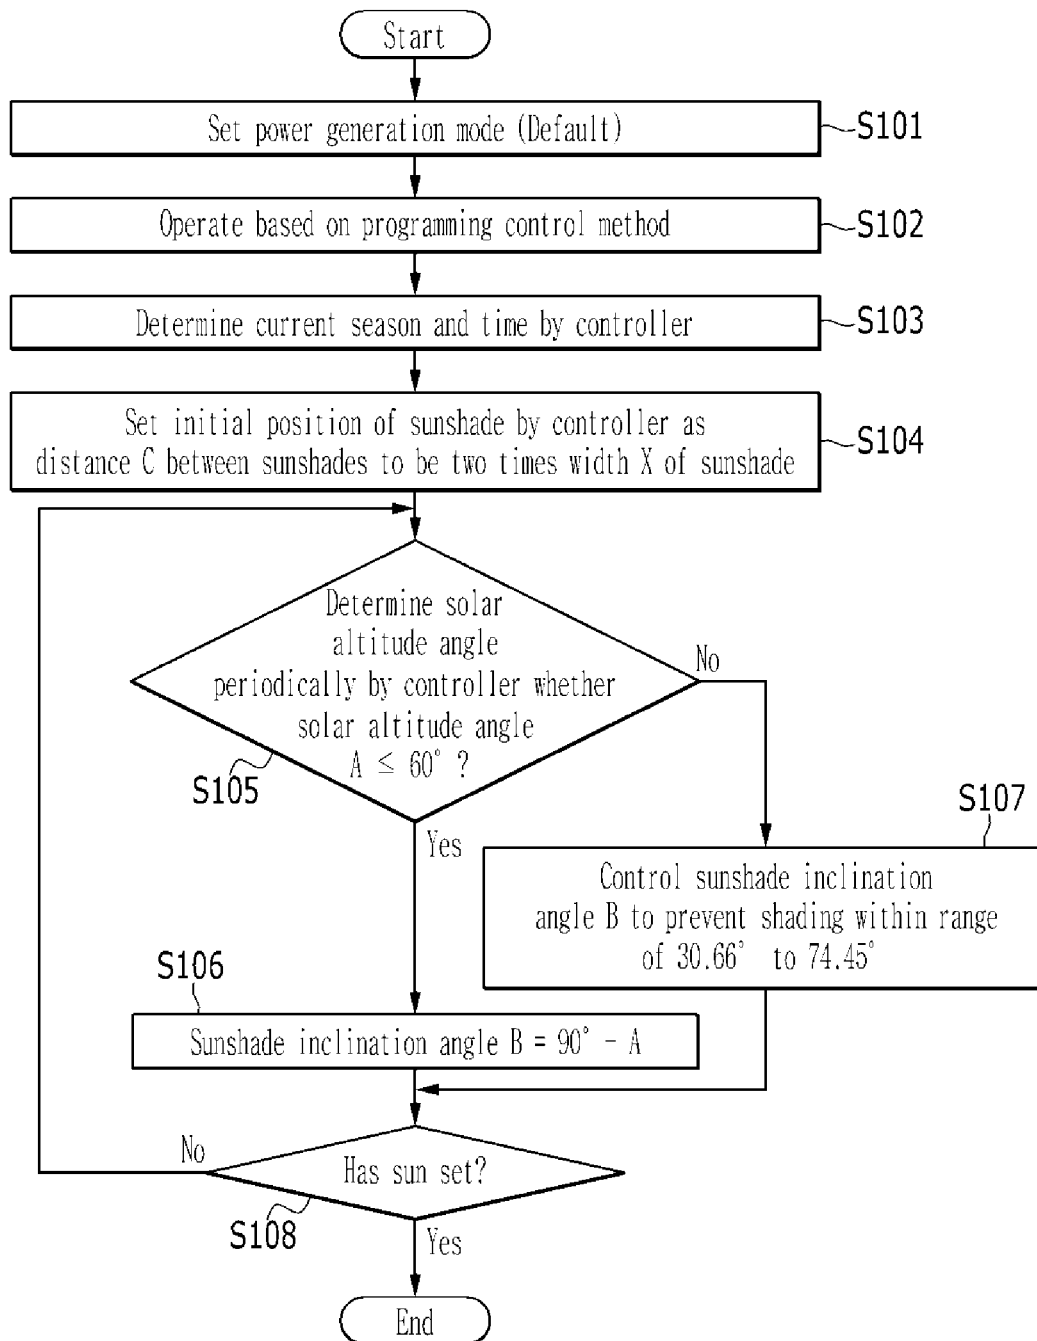 Start
Set power generation mode (Default)
S101
Operate based on programming control method
S102
Determine current season and time by controller
S103
Set initial position of sunshade by controller as
distance C between sunshades to be two times width X of sunshade
S104
Determine solar
altitude angle
periodically by controller whether
solar altitude angle
A ≦ 60° ?
S105
No
Yes
S107
Control sunshade inclination
angle B to prevent shading within range
of 30.66° to 74.45°
S106
Sunshade inclination angle B = 90° - A
No
Has sun set?
S108
Yes
End